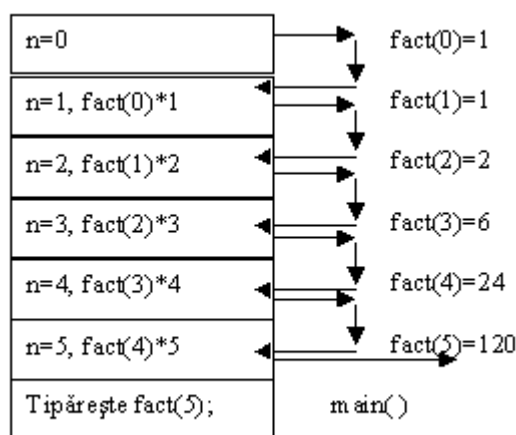 n=0 fact(0)=1
n=1, fact(0)*1 fact(1)=1
n=2, fact(1)*2 fact(2)=2
n=3, fact(2)*3 fact(3)=6
n=4, fact(3)*4 fact(4)=24
n=5, fact(4)*5 fact(5)=120
Tipăreşte fact(5); main()